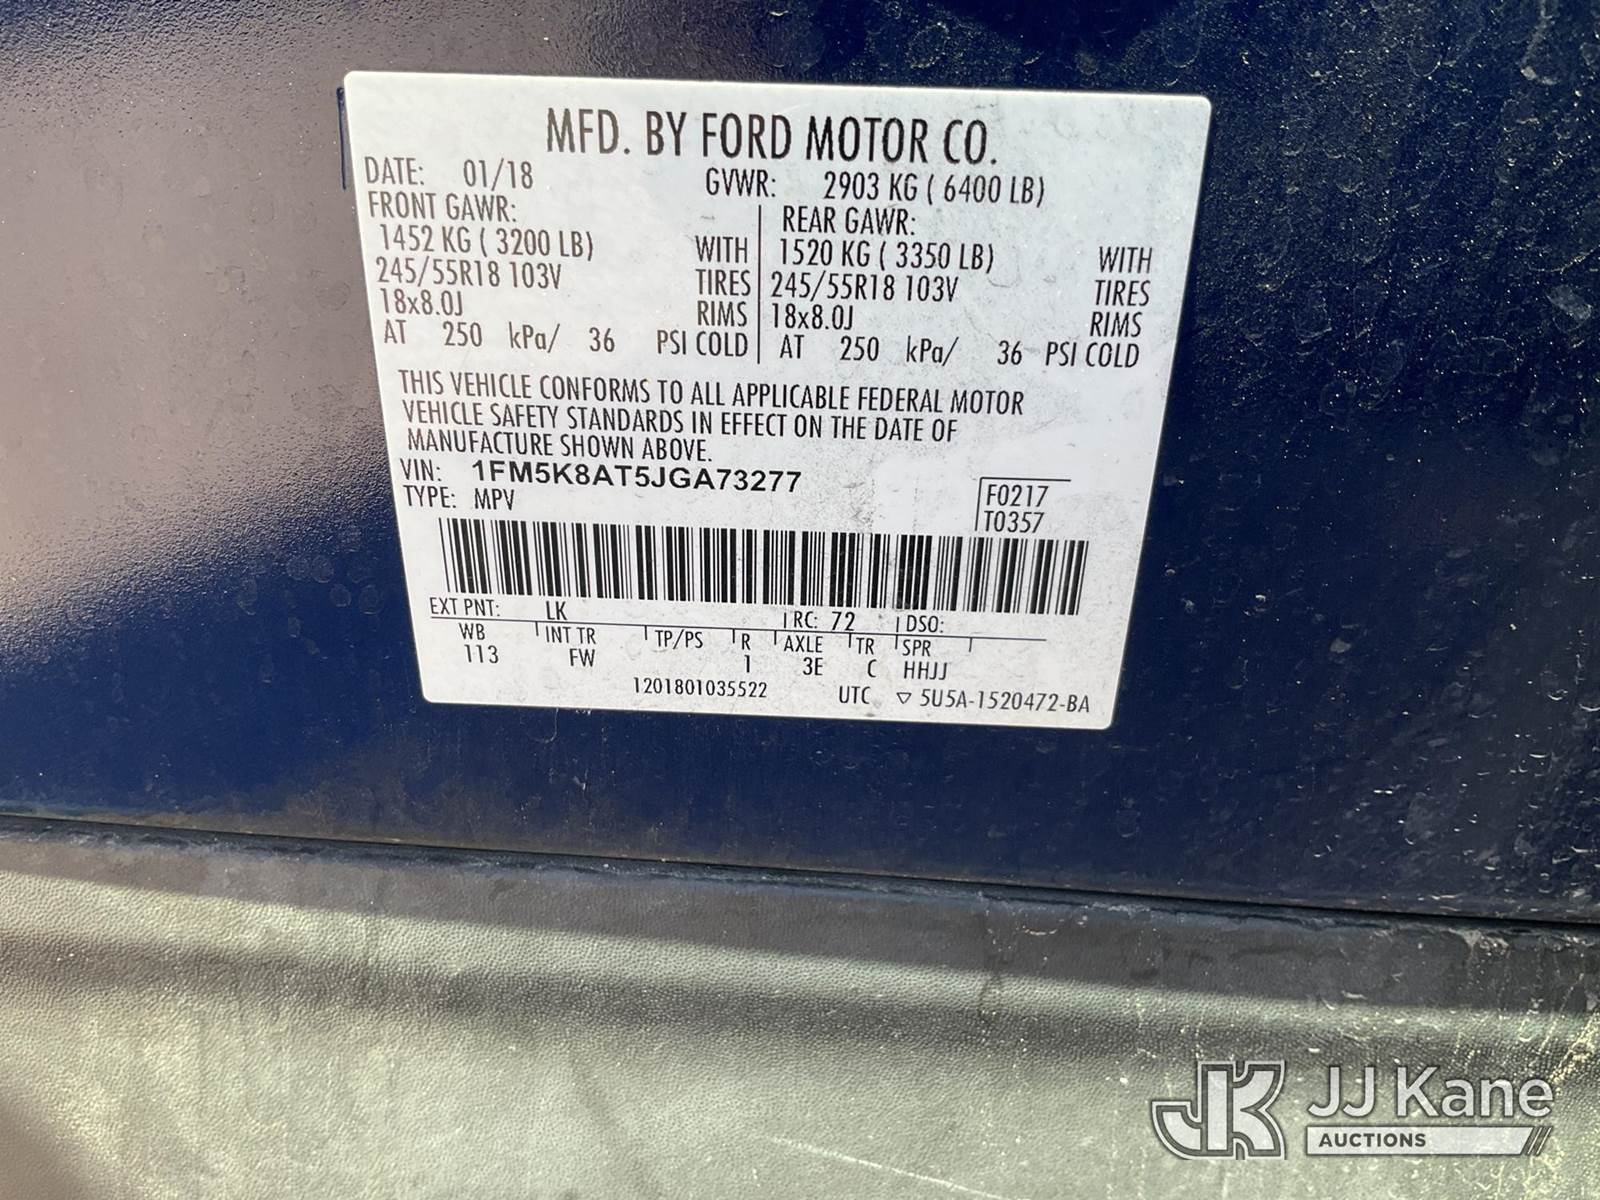 MFD. BY FORD MOTOR CO.
DATE: 01/18 GVWR: 2903 KG ( 6400 LB)
FRONT GAWR: REAR GAWR:
1452 KG ( 3200 LB) WITH 1520 KG ( 3350 LB) WITH
245/55R18 103V TIRES 245/55R18 103V TIRES
18x8.0J RIMS 18x8.0J RIMS
AT 250 kPa/ 36 PSI COLD AT 250 kPa/ 36 PSI COLD
THIS VEHICLE CONFORMS TO ALL APPLICABLE FEDERAL MOTOR
VEHICLE SAFETY STANDARDS IN EFFECT ON THE DATE OF
MANUFACTURE SHOWN ABOVE.
VIN: 1FM5K8AT5JGA73277
TYPE: MPV
F0217
T0357
EXT PNT: LK RC: 72 DSO:
WB INT TR TP/PS R AXLE TR SPR
113 FW 1 3E C HHJJ
1201801035522 UTC ▽ 5U5A-1520472-BA
JK JJ Kane
AUCTIONS